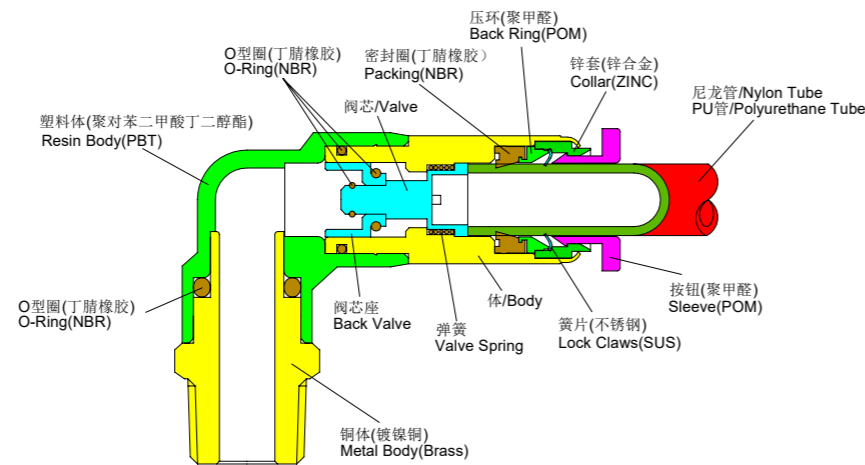 压环(聚甲醛)
Back Ring(POM)
O型圈(丁腈橡胶)
O-Ring(NBR)
密封圈(丁腈橡胶）
Packing(NBR)
锌套(锌合金)
Collar(ZINC)
尼龙管/Nylon Tube
PU管/Polyurethane Tube
阀芯/Valve
塑料体(聚对苯二甲酸丁二醇酯)
Resin Body(PBT)
O型圈(丁腈橡胶)
O-Ring(NBR)
阀芯座
Back Valve
弹簧
Valve Spring
体/Body
簧片(不锈钢)
Lock Claws(SUS)
按钮(聚甲醛)
Sleeve(POM)
铜体(镀镍铜)
Metal Body(Brass)